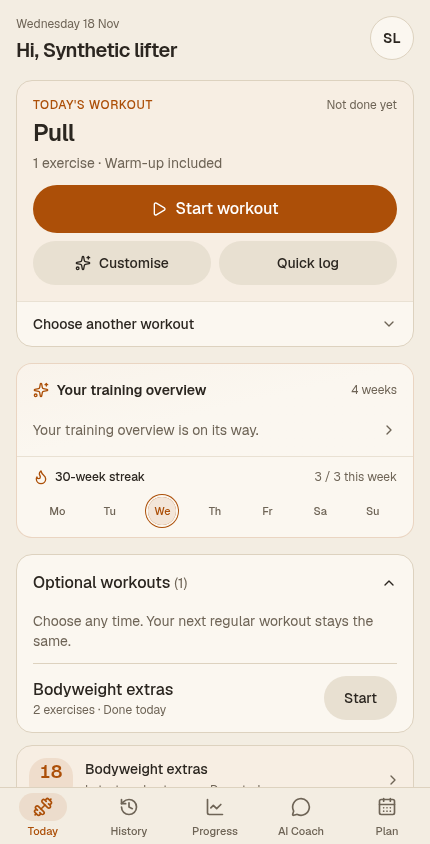 Wednesday 18 Nov
Hi, Synthetic lifter
SL
TODAY'S WORKOUT
Not done yet
Pull
1 exercise · Warm-up included
Start workout
Customise
Quick log
Choose another workout
Your training overview
4 weeks
Your training overview is on its way.
30-week streak
3 / 3 this week
Mo Tu We Th Fr Sa Su
Optional workouts (1)
Choose any time. Your next regular workout stays the
same.
Bodyweight extras
2 exercises · Done today
Start
18
Bodyweight extras
Today History Progress AI Coach Plan